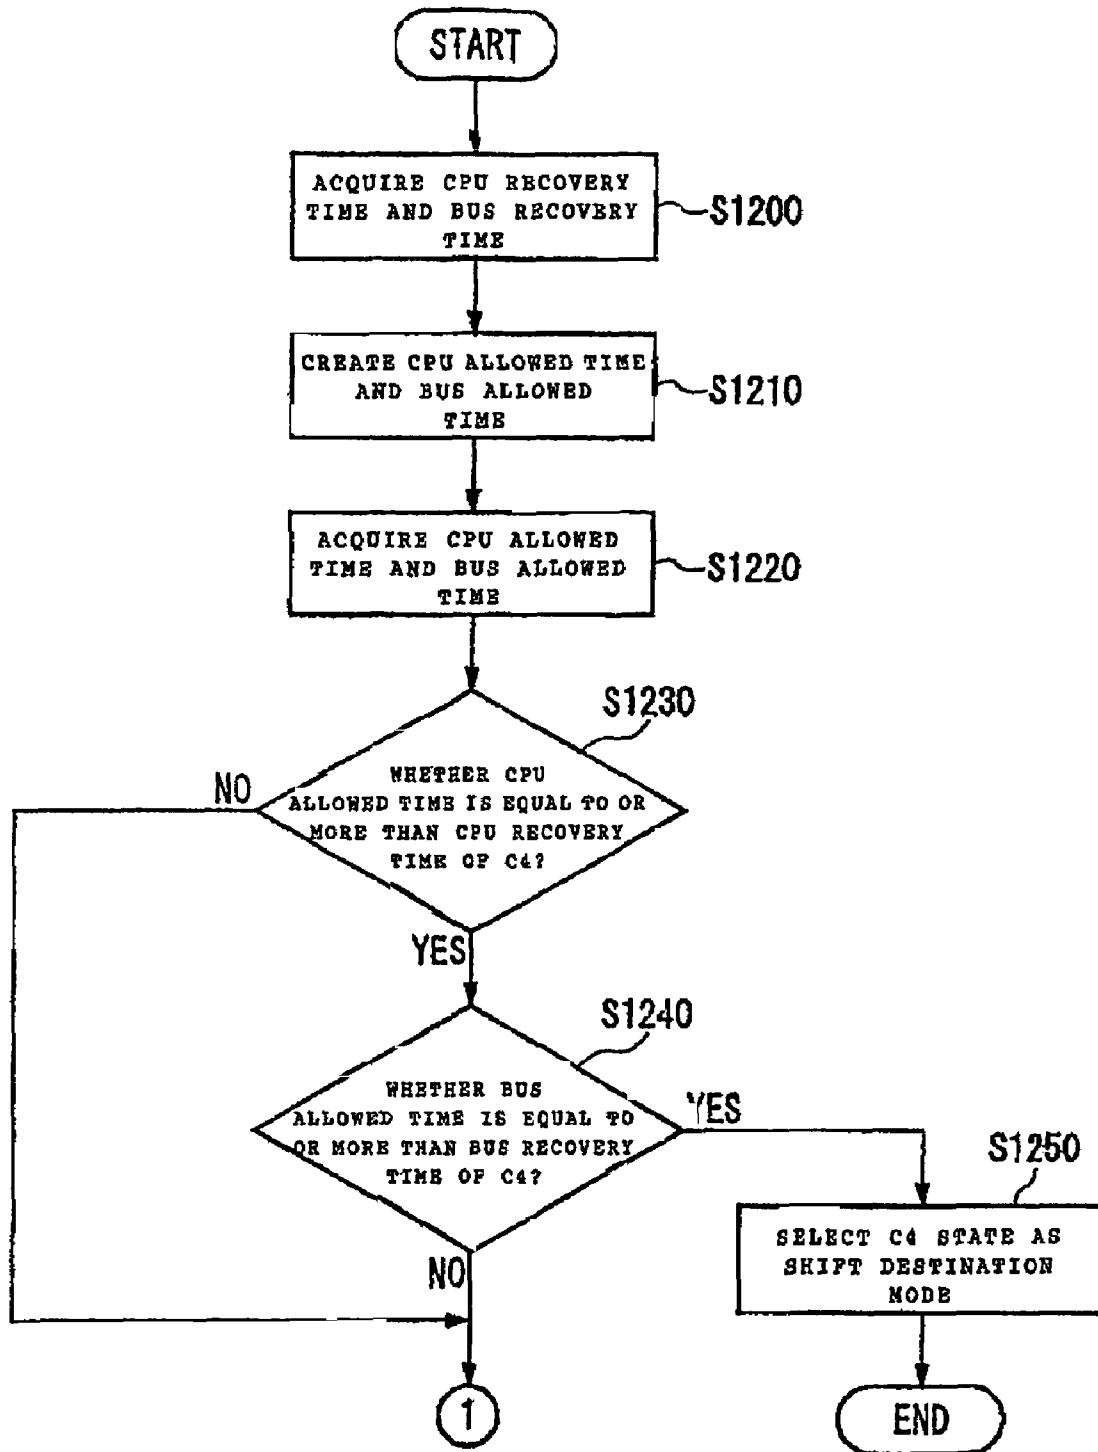 START
ACQUIRE CPU RECOVERY
TIME AND BUS RECOVERY
TIME
S1200
CREATE CPU ALLOWED TIME
AND BUS ALLOWED
TIME
S1210
ACQUIRE CPU ALLOWED
TIME AND BUS ALLOWED
TIME
S1220
S1230
WHETHER CPU
ALLOWED TIME IS EQUAL TO OR
MORE THAN CPU RECOVERY
TIME OF C4?
NO
YES
S1240
WHETHER BUS
ALLOWED TIME IS EQUAL TO
OR MORE THAN BUS RECOVERY
TIME OF C4?
YES
NO
S1250
SELECT C4 STATE AS
SHIFT DESTINATION
MODE
1
END